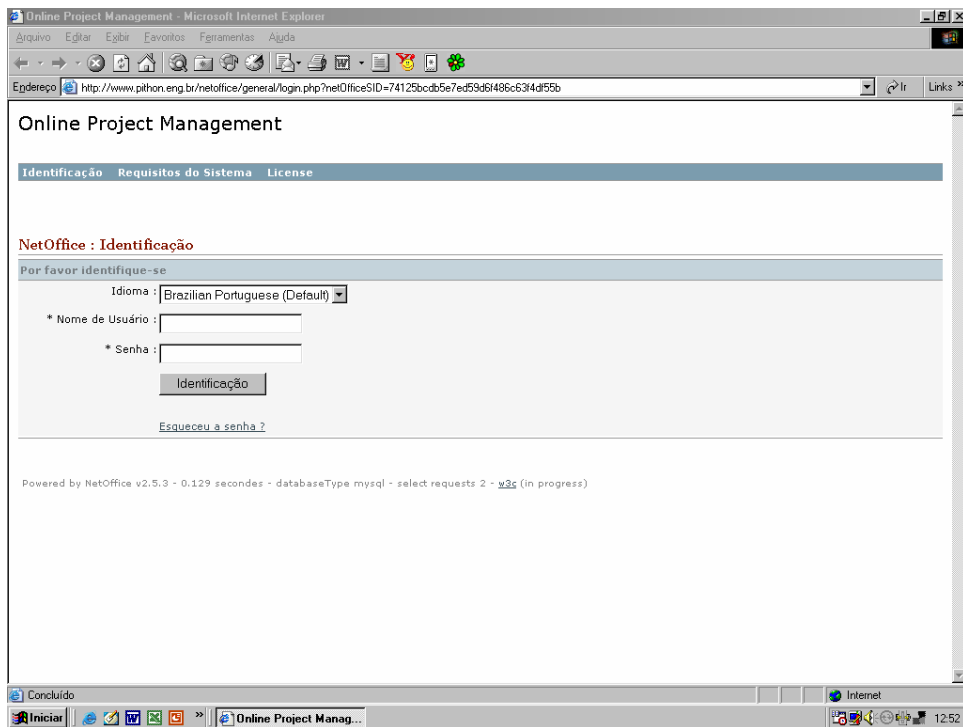 Online Project Management - Microsoft Internet Explorer
Arquivo Editar Exibir Favoritos Ferramentas Ajuda
Endereço http://www.pithon.eng.br/netoffice/general/login.php?netOfficeSID=74125bcdb5e7ed59d6f486c63f4df55b Ir Links »
Online Project Management
Identificação Requisitos do Sistema License
NetOffice : Identificação
Por favor identifique-se
Idioma : Brazilian Portuguese (Default)
* Nome de Usuário :
* Senha :
Identificação
Esqueceu a senha ?
Powered by NetOffice v2.5.3 - 0.129 secondes - databaseType mysql - select requests 2 - w3c (in progress)
Concluído Internet
Iniciar » Online Project Manag... 12:52